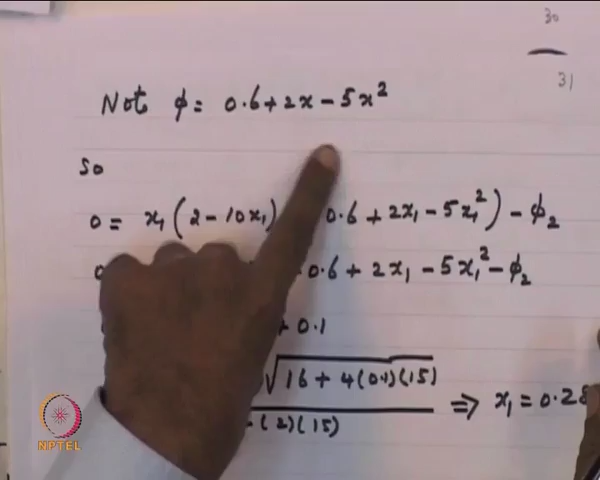 30
31
Not ϕ = 0.6 + 2x - 5x²
So
0 = x₁ (2 - 10x₁) 0.6 + 2x₁ - 5x₁²) - ϕ₂
0 0.6 + 2x₁ - 5x₁² - ϕ₂
+ 0.1
√16 + 4(0.1)(15) ⇒ x₁ = 0.28
(2)(15)
NPTEL